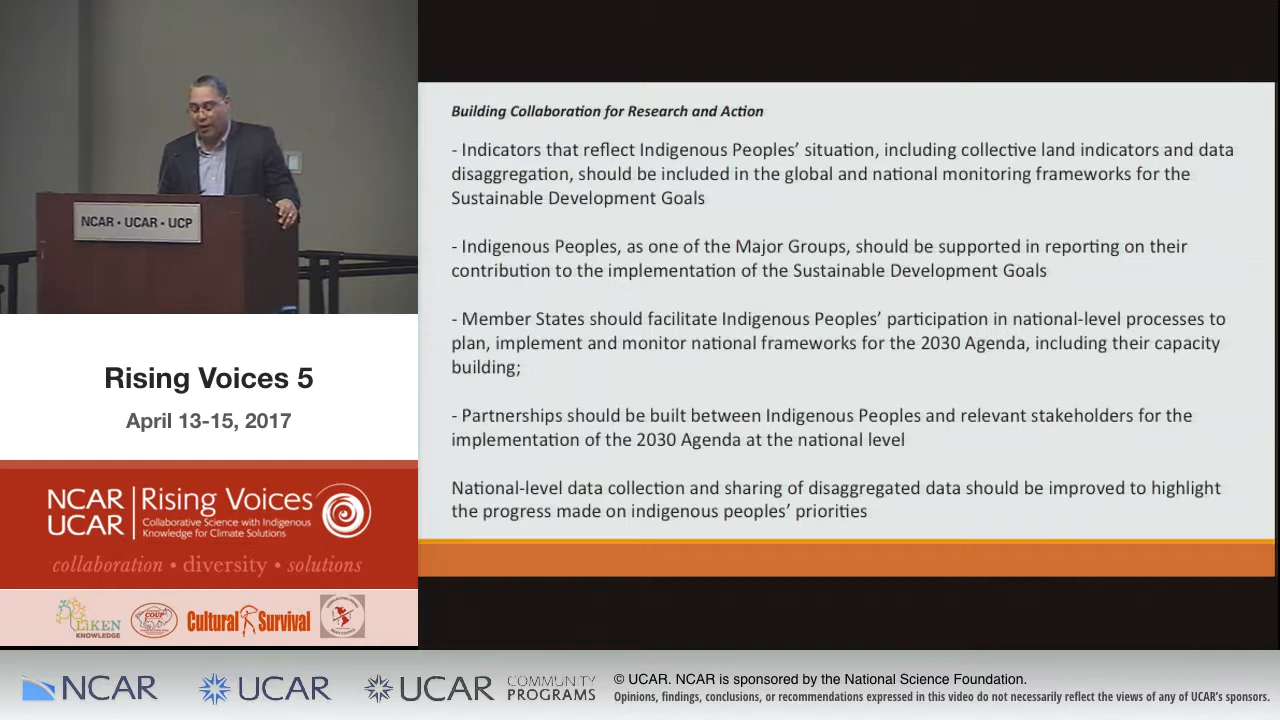 NCAR • UCAR • UCP
Rising Voices 5
April 13-15, 2017
NCAR
UCAR
Rising Voices
Collaborative Science with Indigenous
Knowledge for Climate Solutions
collaboration • diversity • solutions
LiKEN
KNOWLEDGE
COUP
Cultural Survival
Building Collaboration for Research and Action
- Indicators that reflect Indigenous Peoples’ situation, including collective land indicators and data
disaggregation, should be included in the global and national monitoring frameworks for the
Sustainable Development Goals
- Indigenous Peoples, as one of the Major Groups, should be supported in reporting on their
contribution to the implementation of the Sustainable Development Goals
- Member States should facilitate Indigenous Peoples’ participation in national-level processes to
plan, implement and monitor national frameworks for the 2030 Agenda, including their capacity
building;
- Partnerships should be built between Indigenous Peoples and relevant stakeholders for the
implementation of the 2030 Agenda at the national level
National-level data collection and sharing of disaggregated data should be improved to highlight
the progress made on indigenous peoples’ priorities
NCAR
UCAR
UCAR
COMMUNITY
PROGRAMS
© UCAR. NCAR is sponsored by the National Science Foundation.
Opinions, findings, conclusions, or recommendations expressed in this video do not necessarily reflect the views of any of UCAR's sponsors.